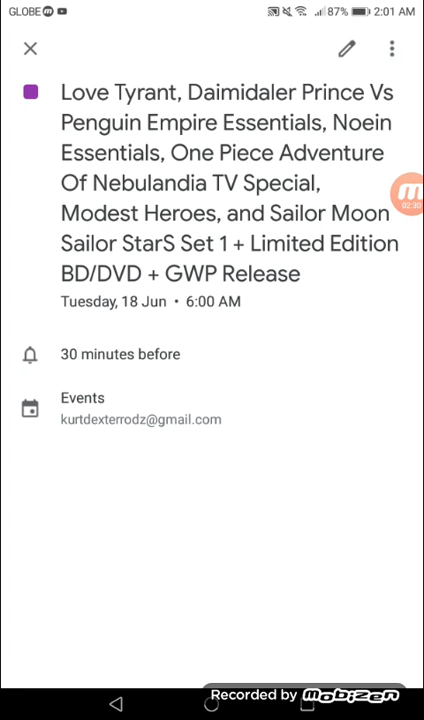 GLOBE 87% 2:01 AM
Love Tyrant, Daimidaler Prince Vs
Penguin Empire Essentials, Noein
Essentials, One Piece Adventure
Of Nebulandia TV Special,
Modest Heroes, and Sailor Moon
Sailor StarS Set 1 + Limited Edition
BD/DVD + GWP Release
02:30
Tuesday, 18 Jun • 6:00 AM
30 minutes before
Events
kurtdexterrodz@gmail.com
Recorded by mobizen